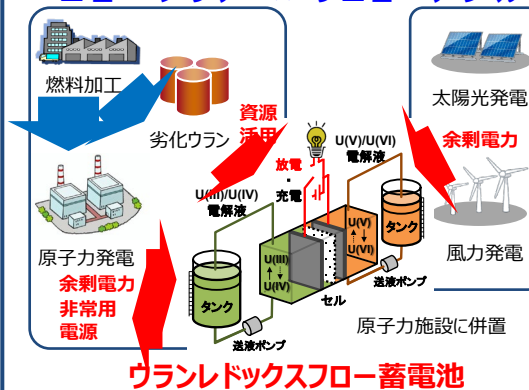 燃料加工
劣化ウラン
資源
活用
太陽光発電
余剰電力
風力発電
原子力発電
余剰電力
非常用
電源
U(III)/U(IV)
電解液
放電
・
充電
U(V)/U(VI)
電解液
タンク
U(III)
U(IV)
U(V)
U(VI)
タンク
セル
送液ポンプ
送液ポンプ
原子力施設に併置
ウランレドックスフロー蓄電池